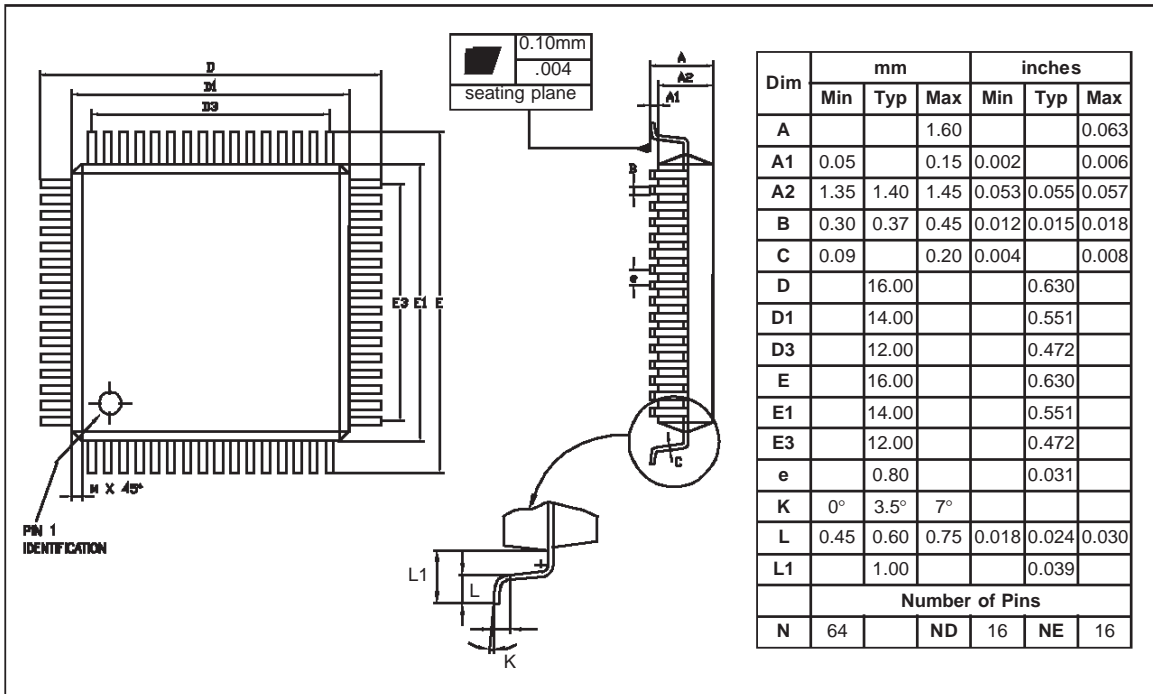 D
D1
D3
E3 E1 E
M X 45°
PIN 1
IDENTIFICATION
0.10mm
.004
seating plane
A
A2
A1
B
e
C
L1
L
K
Dim mm inches
Min Typ Max Min Typ Max
A 1.60 0.063
A1 0.05 0.15 0.002 0.006
A2 1.35 1.40 1.45 0.053 0.055 0.057
B 0.30 0.37 0.45 0.012 0.015 0.018
C 0.09 0.20 0.004 0.008
D 16.00 0.630
D1 14.00 0.551
D3 12.00 0.472
E 16.00 0.630
E1 14.00 0.551
E3 12.00 0.472
e 0.80 0.031
K 0° 3.5° 7°
L 0.45 0.60 0.75 0.018 0.024 0.030
L1 1.00 0.039
Number of Pins
N 64 ND 16 NE 16